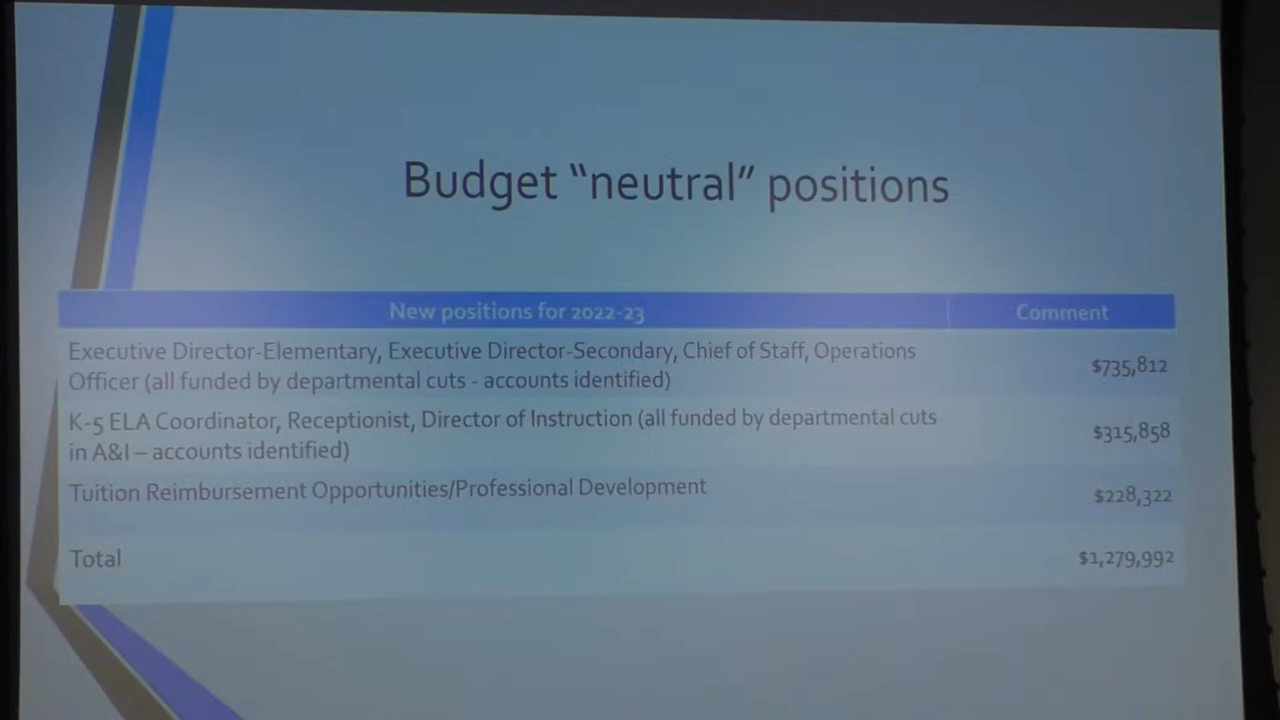 Budget “neutral” positions
New positions for 2022-23
Comment
Executive Director-Elementary, Executive Director-Secondary, Chief of Staff, Operations
Officer (all funded by departmental cuts - accounts identified)
$735,812
K-5 ELA Coordinator, Receptionist, Director of Instruction (all funded by departmental cuts
in A&I – accounts identified)
$315,858
Tuition Reimbursement Opportunities/Professional Development
$228,322
Total
$1,279,992